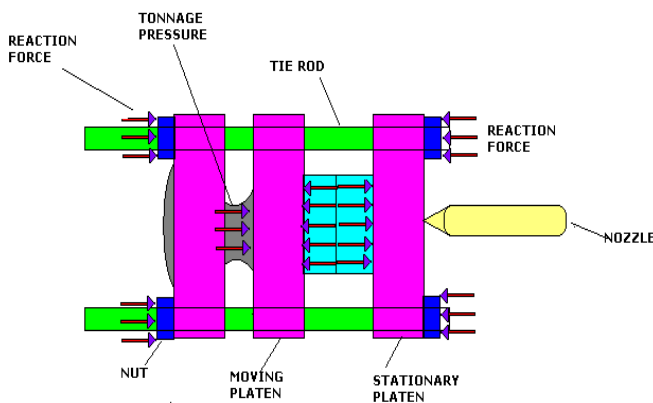 TONNAGE
PRESSURE
REACTION
FORCE
TIE ROD
REACTION
FORCE
NOZZLE
NUT
MOVING
PLATEN
STATIONARY
PLATEN